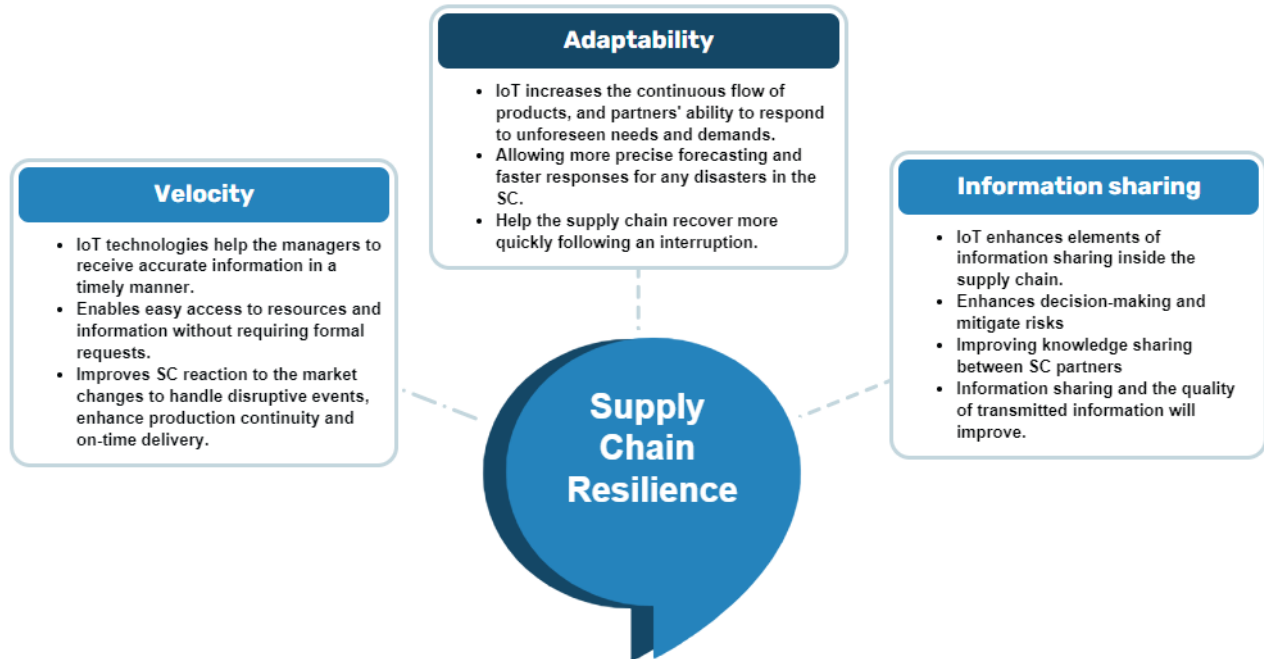 Adaptability
• IoT increases the continuous flow of
products, and partners' ability to respond
to unforeseen needs and demands.
• Allowing more precise forecasting and
faster responses for any disasters in the
SC.
• Help the supply chain recover more
quickly following an interruption.
Velocity
• IoT technologies help the managers to
receive accurate information in a
timely manner.
• Enables easy access to resources and
information without requiring formal
requests.
• Improves SC reaction to the market
changes to handle disruptive events,
enhance production continuity and
on-time delivery.
Information sharing
• IoT enhances elements of
information sharing inside the
supply chain.
• Enhances decision-making and
mitigate risks
• Improving knowledge sharing
between SC partners
• Information sharing and the quality
of transmitted information will
improve.
Supply
Chain
Resilience